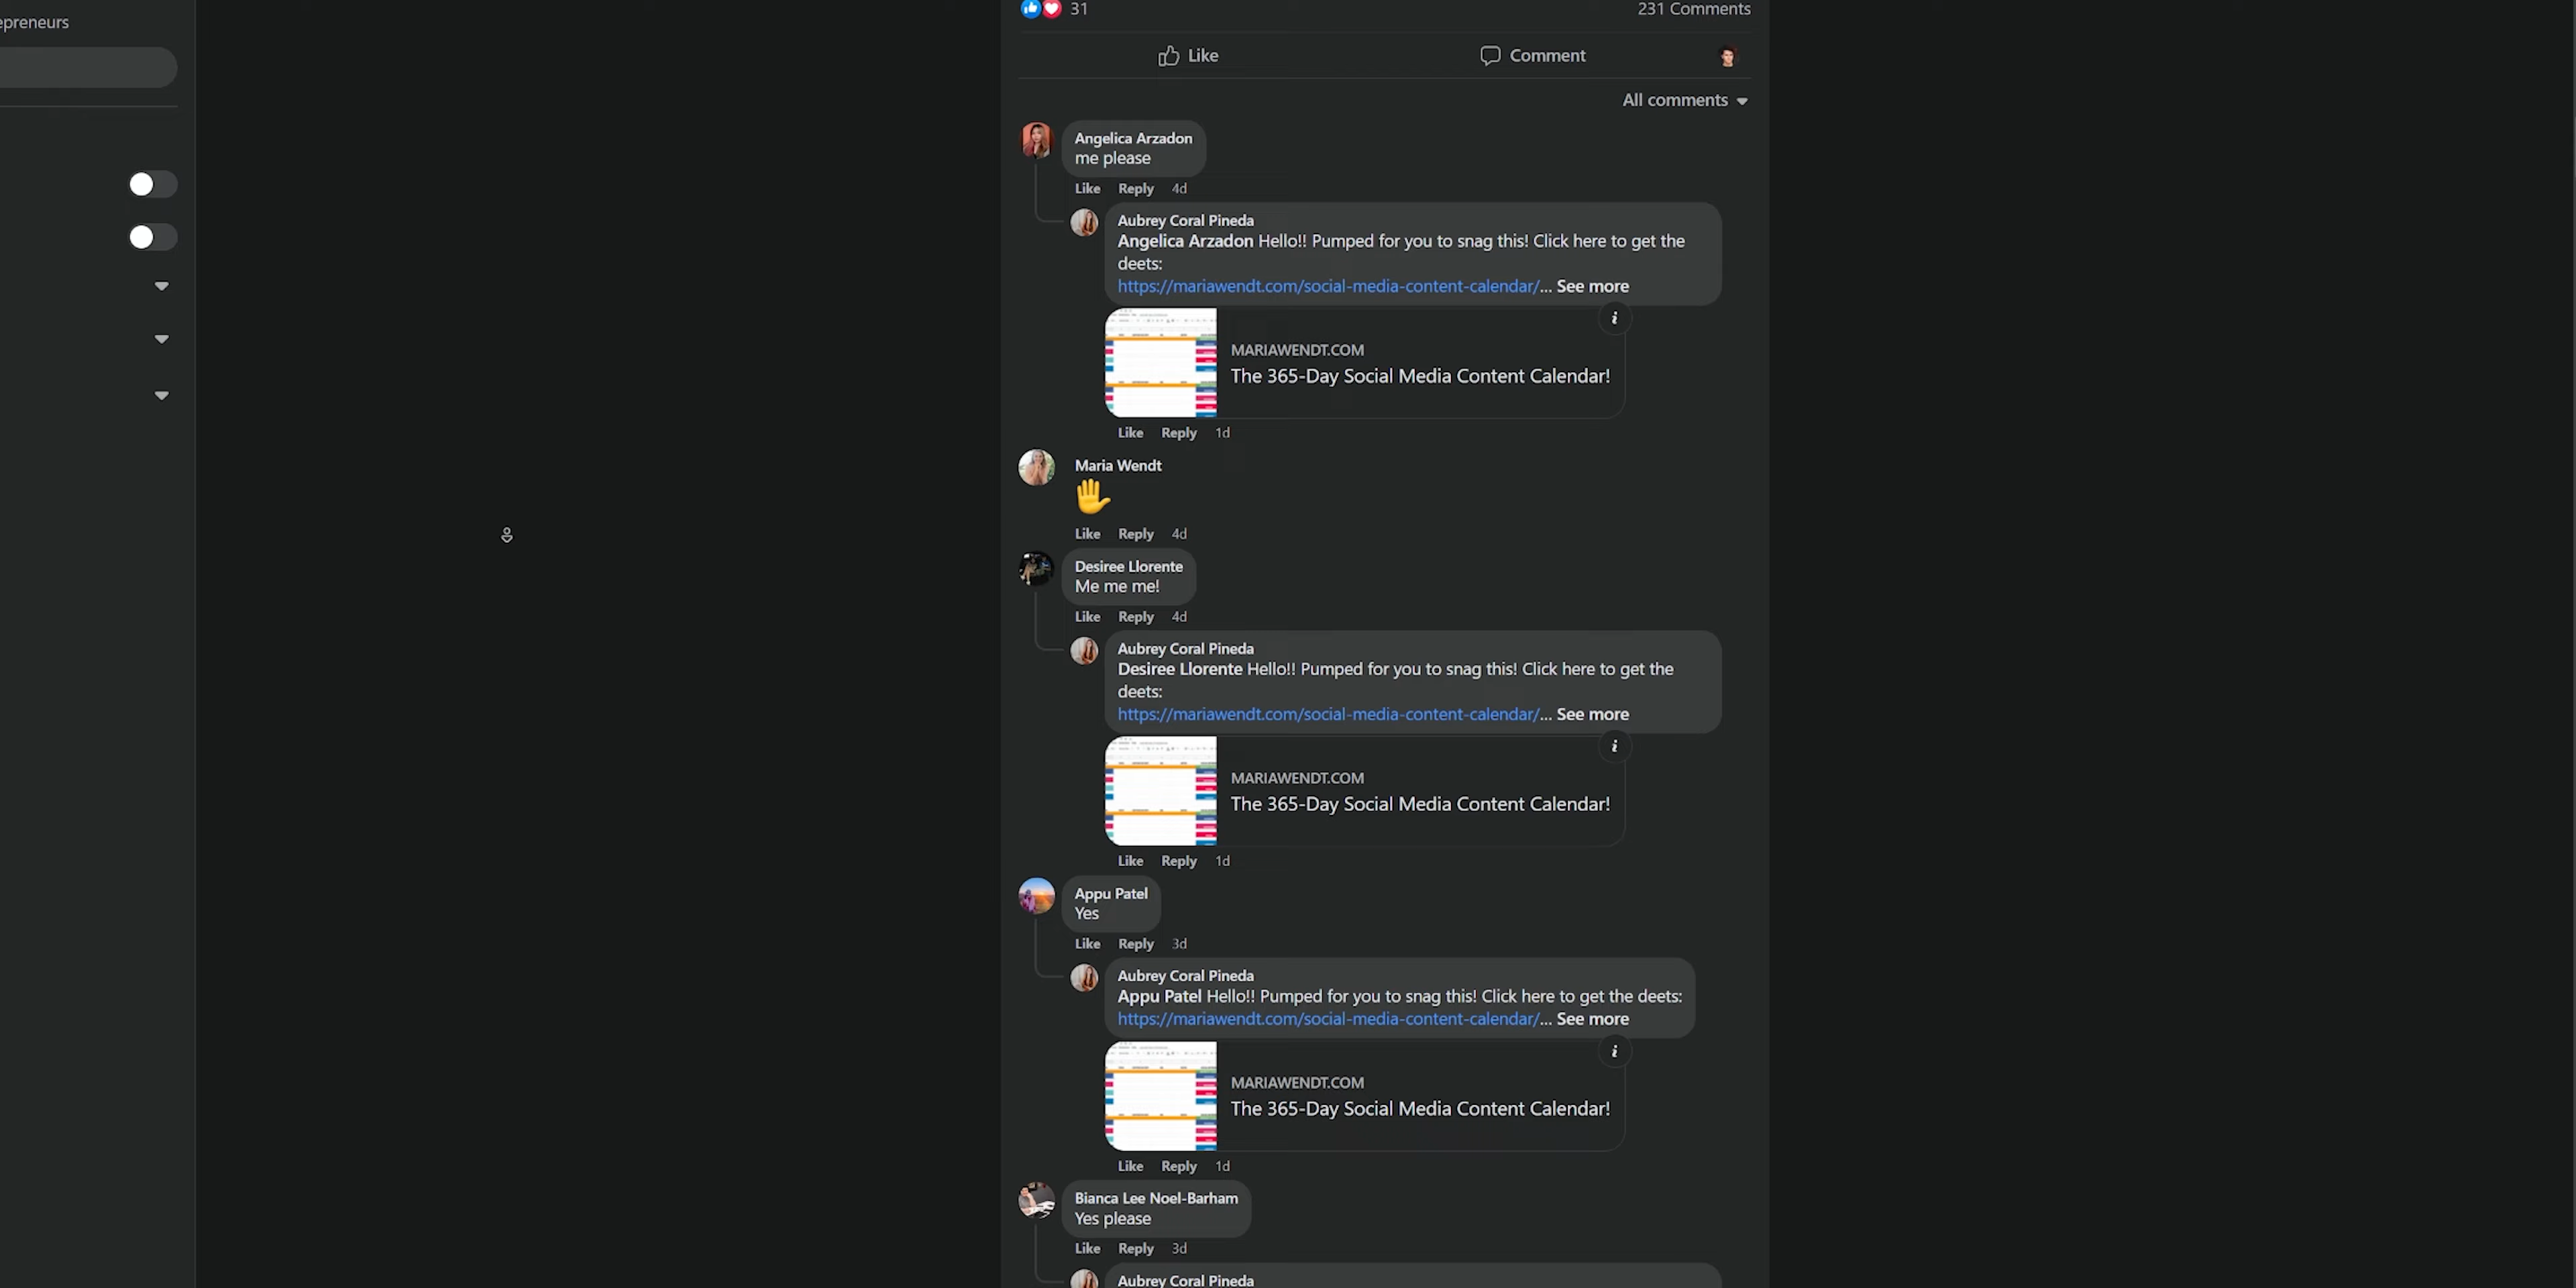 epreneurs
31
231 Comments
Like
Comment
All comments
Angelica Arzadon
me please
Like Reply 4d
Aubrey Coral Pineda
Angelica Arzadon Hello!! Pumped for you to snag this! Click here to get the
deets:
https://mariawendt.com/social-media-content-calendar/... See more
MARIAWENDT.COM
The 365-Day Social Media Content Calendar!
Like Reply 1d
Maria Wendt
Like Reply 4d
Desiree Llorente
Me me me!
Like Reply 4d
Aubrey Coral Pineda
Desiree Llorente Hello!! Pumped for you to snag this! Click here to get the
deets:
https://mariawendt.com/social-media-content-calendar/... See more
MARIAWENDT.COM
The 365-Day Social Media Content Calendar!
Like Reply 1d
Appu Patel
Yes
Like Reply 3d
Aubrey Coral Pineda
Appu Patel Hello!! Pumped for you to snag this! Click here to get the deets:
https://mariawendt.com/social-media-content-calendar/... See more
MARIAWENDT.COM
The 365-Day Social Media Content Calendar!
Like Reply 1d
Bianca Lee Noel-Barham
Yes please
Like Reply 3d
Aubrey Coral Pineda